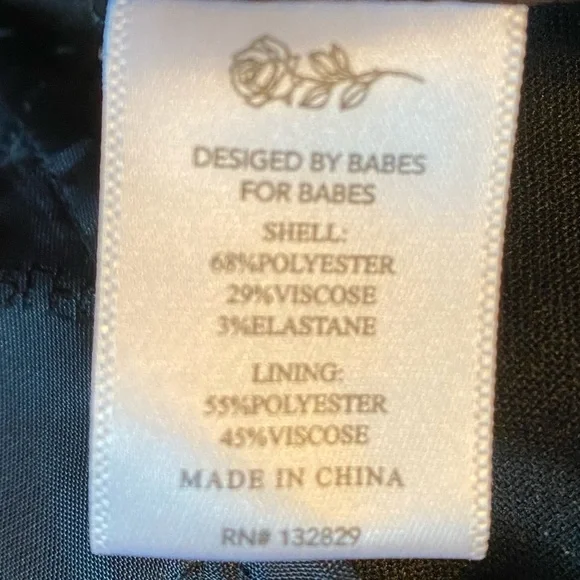 DESIGED BY BABES
FOR BABES
SHELL:
68%POLYESTER
29%VISCOSE
3%ELASTANE
LINING:
55%POLYESTER
45%VISCOSE
MADE IN CHINA
RN# 132829